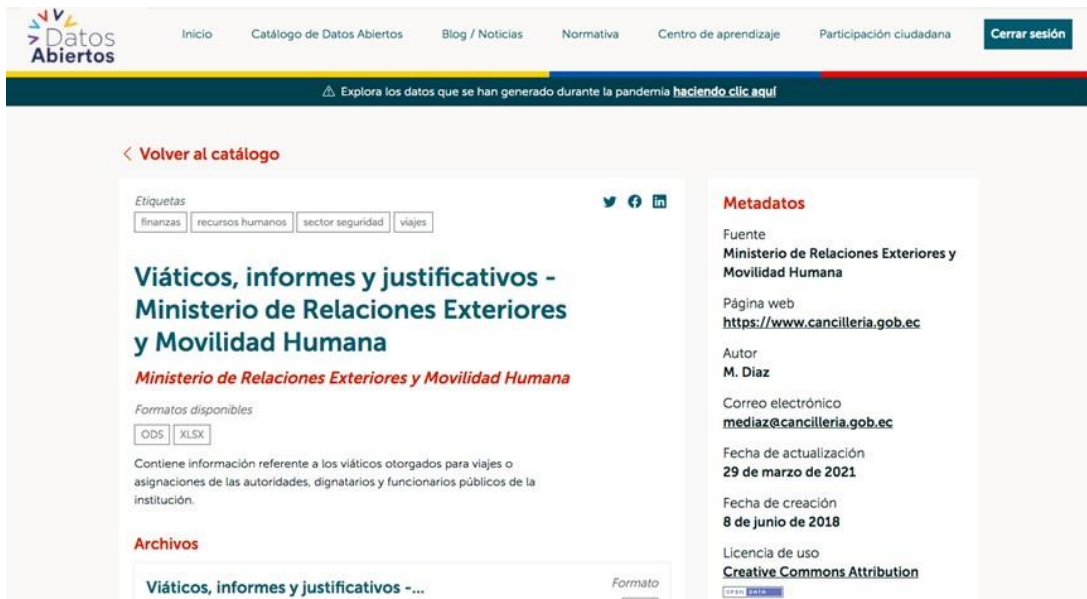 Datos
Abiertos
Inicio
Catálogo de Datos Abiertos
Blog / Noticias
Normativa
Centro de aprendizaje
Participación ciudadana
Cerrar sesión
Explora los datos que se han generado durante la pandemia haciendo clic aquí
Volver al catálogo
Etiquetas
finanzas
recursos humanos
sector seguridad
viajes
Viáticos, informes y justificativos -
Ministerio de Relaciones Exteriores
y Movilidad Humana
Ministerio de Relaciones Exteriores y Movilidad Humana
Formatos disponibles
ODS
XLSX
Contiene información referente a los viáticos otorgados para viajes o
asignaciones de las autoridades, dignatarios y funcionarios públicos de la
institución.
Archivos
Viáticos, informes y justificativos -...
Formato
Metadatos
Fuente
Ministerio de Relaciones Exteriores y
Movilidad Humana
Página web
https://www.cancilleria.gob.ec
Autor
M. Diaz
Correo electrónico
mediaz@cancilleria.gob.ec
Fecha de actualización
29 de marzo de 2021
Fecha de creación
8 de junio de 2018
Licencia de uso
Creative Commons Attribution
OPEN DATA